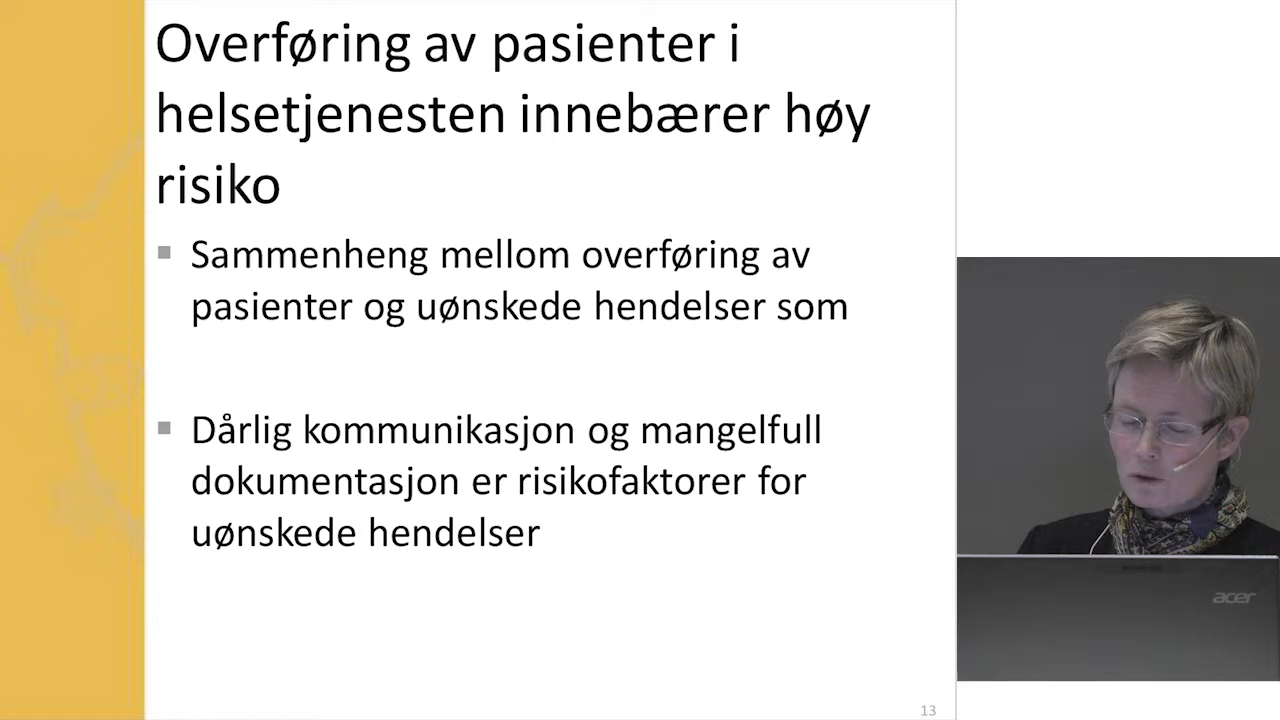 Overføring av pasienter i
helsetjenesten innebærer høy
risiko
Sammenheng mellom overføring av
pasienter og uønskede hendelser som
Dårlig kommunikasjon og mangelfull
dokumentasjon er risikofaktorer for
uønskede hendelser
acer
13